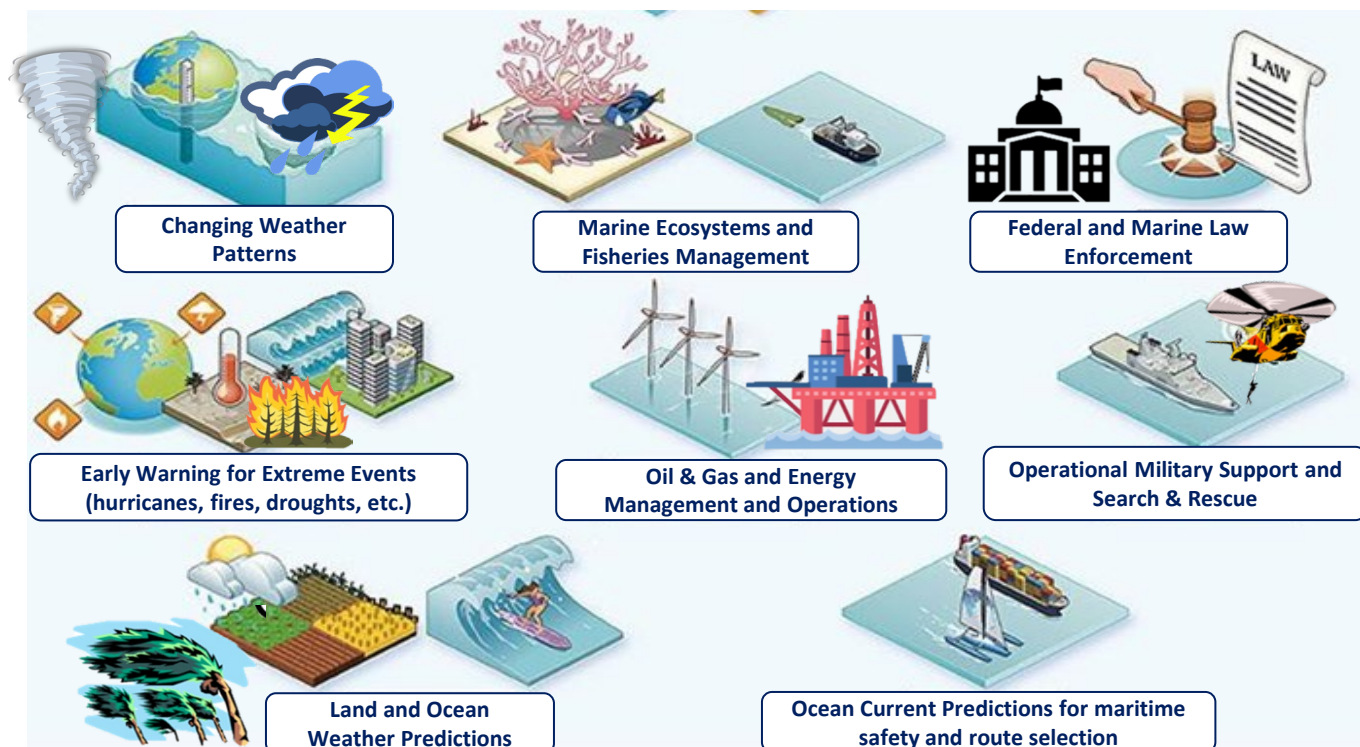 LAW
Changing Weather
Patterns
Marine Ecosystems and
Fisheries Management
Federal and Marine Law
Enforcement
Early Warning for Extreme Events
(hurricanes, fires, droughts, etc.)
Oil & Gas and Energy
Management and Operations
Operational Military Support and
Search & Rescue
Land and Ocean
Weather Predictions
Ocean Current Predictions for maritime
safety and route selection